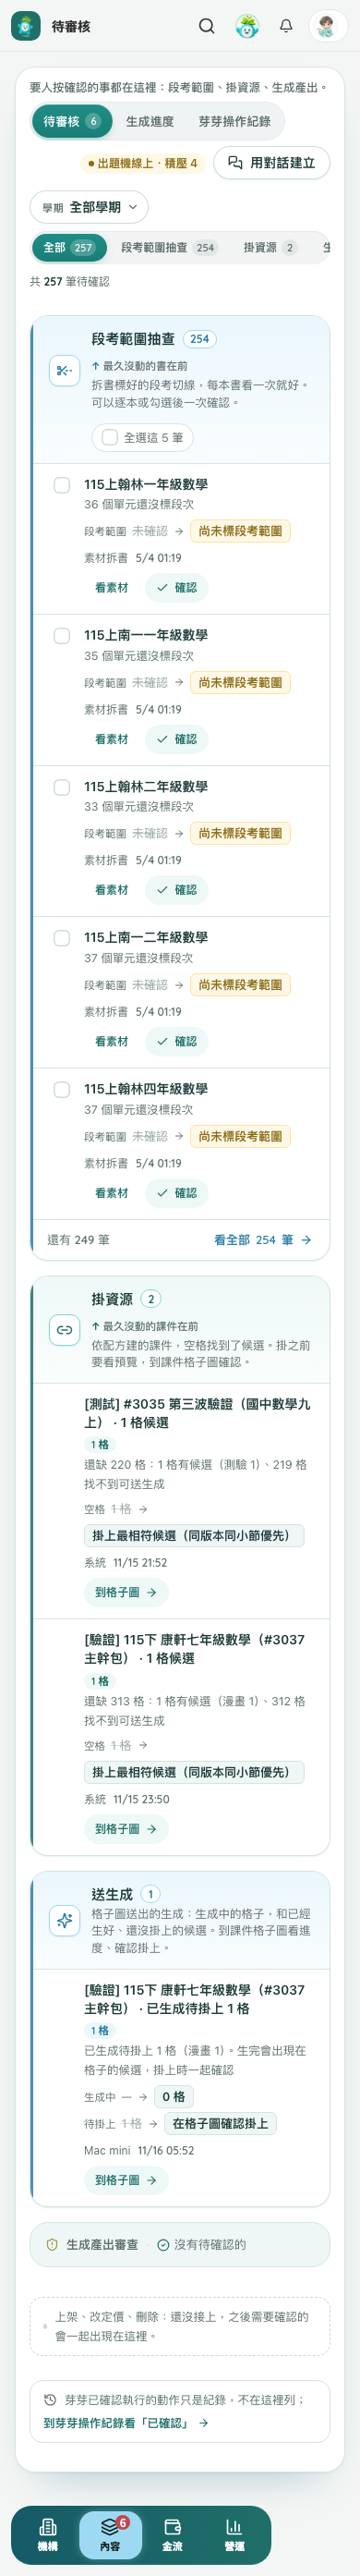 待審核
要人按確認的事都在這裡：段考範圍、掛資源、生成產出。
待審核 6 生成進度 芽芽操作紀錄
出題機線上 · 積壓 4 用對話建立
學期 全部學期
全部 257 段考範圍抽查 254 掛資源 2
共 257 筆待確認
段考範圍抽查 254
↑ 最久沒動的書在前
拆書標好的段考切線，每本書看一次就好。
可以逐本或勾選後一次確認。
全選這 5 筆
115上翰林一年級數學
36 個單元還沒標段次
段考範圍 未確認 → 尚未標段考範圍
素材拆書 5/4 01:19
看素材 確認
115上南一一年級數學
35 個單元還沒標段次
段考範圍 未確認 → 尚未標段考範圍
素材拆書 5/4 01:19
看素材 確認
115上翰林二年級數學
33 個單元還沒標段次
段考範圍 未確認 → 尚未標段考範圍
素材拆書 5/4 01:19
看素材 確認
115上南一二年級數學
37 個單元還沒標段次
段考範圍 未確認 → 尚未標段考範圍
素材拆書 5/4 01:19
看素材 確認
115上翰林四年級數學
37 個單元還沒標段次
段考範圍 未確認 → 尚未標段考範圍
素材拆書 5/4 01:19
看素材 確認
還有 249 筆 看全部 254 筆 →
掛資源 2
↑ 最久沒動的課件在前
依配方建的課件，空格找到了候選。掛之前
要看預覽，到課件格子圖確認。
[測試] #3035 第三波驗證（國中數學九
上） · 1 格候選
1 格
還缺 220 格：1 格有候選（測驗 1）、219 格
找不到可送生成
空格 1 格 →
掛上最相符候選（同版本同小節優先）
系統 11/15 21:52
到格子圖 →
[驗證] 115下 康軒七年級數學（#3037
主幹包） · 1 格候選
1 格
還缺 313 格：1 格有候選（漫畫 1）、312 格
找不到可送生成
空格 1 格 →
掛上最相符候選（同版本同小節優先）
系統 11/15 23:50
到格子圖 →
送生成 1
格子圖送出的生成：生成中的格子，和已經
生好、還沒掛上的候選。到課件格子圖看進
度、確認掛上。
[驗證] 115下 康軒七年級數學（#3037
主幹包） · 已生成待掛上 1 格
1 格
已生成待掛上 1 格（漫畫 1）。生完會出現在
格子的候選，掛上時一起確認
生成中 — → 0 格
待掛上 1 格 → 在格子圖確認掛上
Mac mini 11/16 05:52
到格子圖 →
生成產出審查 · 沒有待確認的
上架、改定價、刪除：還沒接上，之後需要確認的
會一起出現在這裡。
芽芽已確認執行的動作只是紀錄，不在這裡列；
到芽芽操作紀錄看「已確認」 →
6
機構 內容 金流 營運